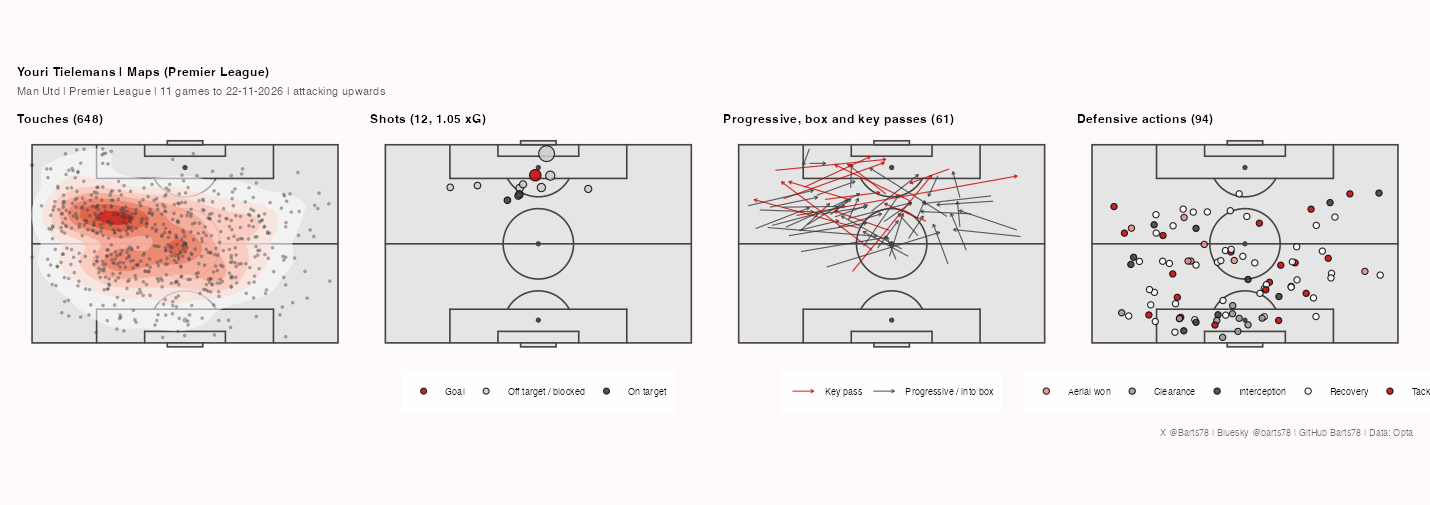 Youri Tielemans | Maps (Premier League)
Man Utd | Premier League | 11 games to 22-11-2026 | attacking upwards
Touches (648)
Shots (12, 1.05 xG)
Progressive, box and key passes (61)
Defensive actions (94)
Goal
Off target / blocked
On target
Key pass
Progressive / into box
Aerial won
Clearance
Interception
Recovery
Tack
X @Barts78 | Bluesky @barts78 | GitHub Barts78 | Data: Opta